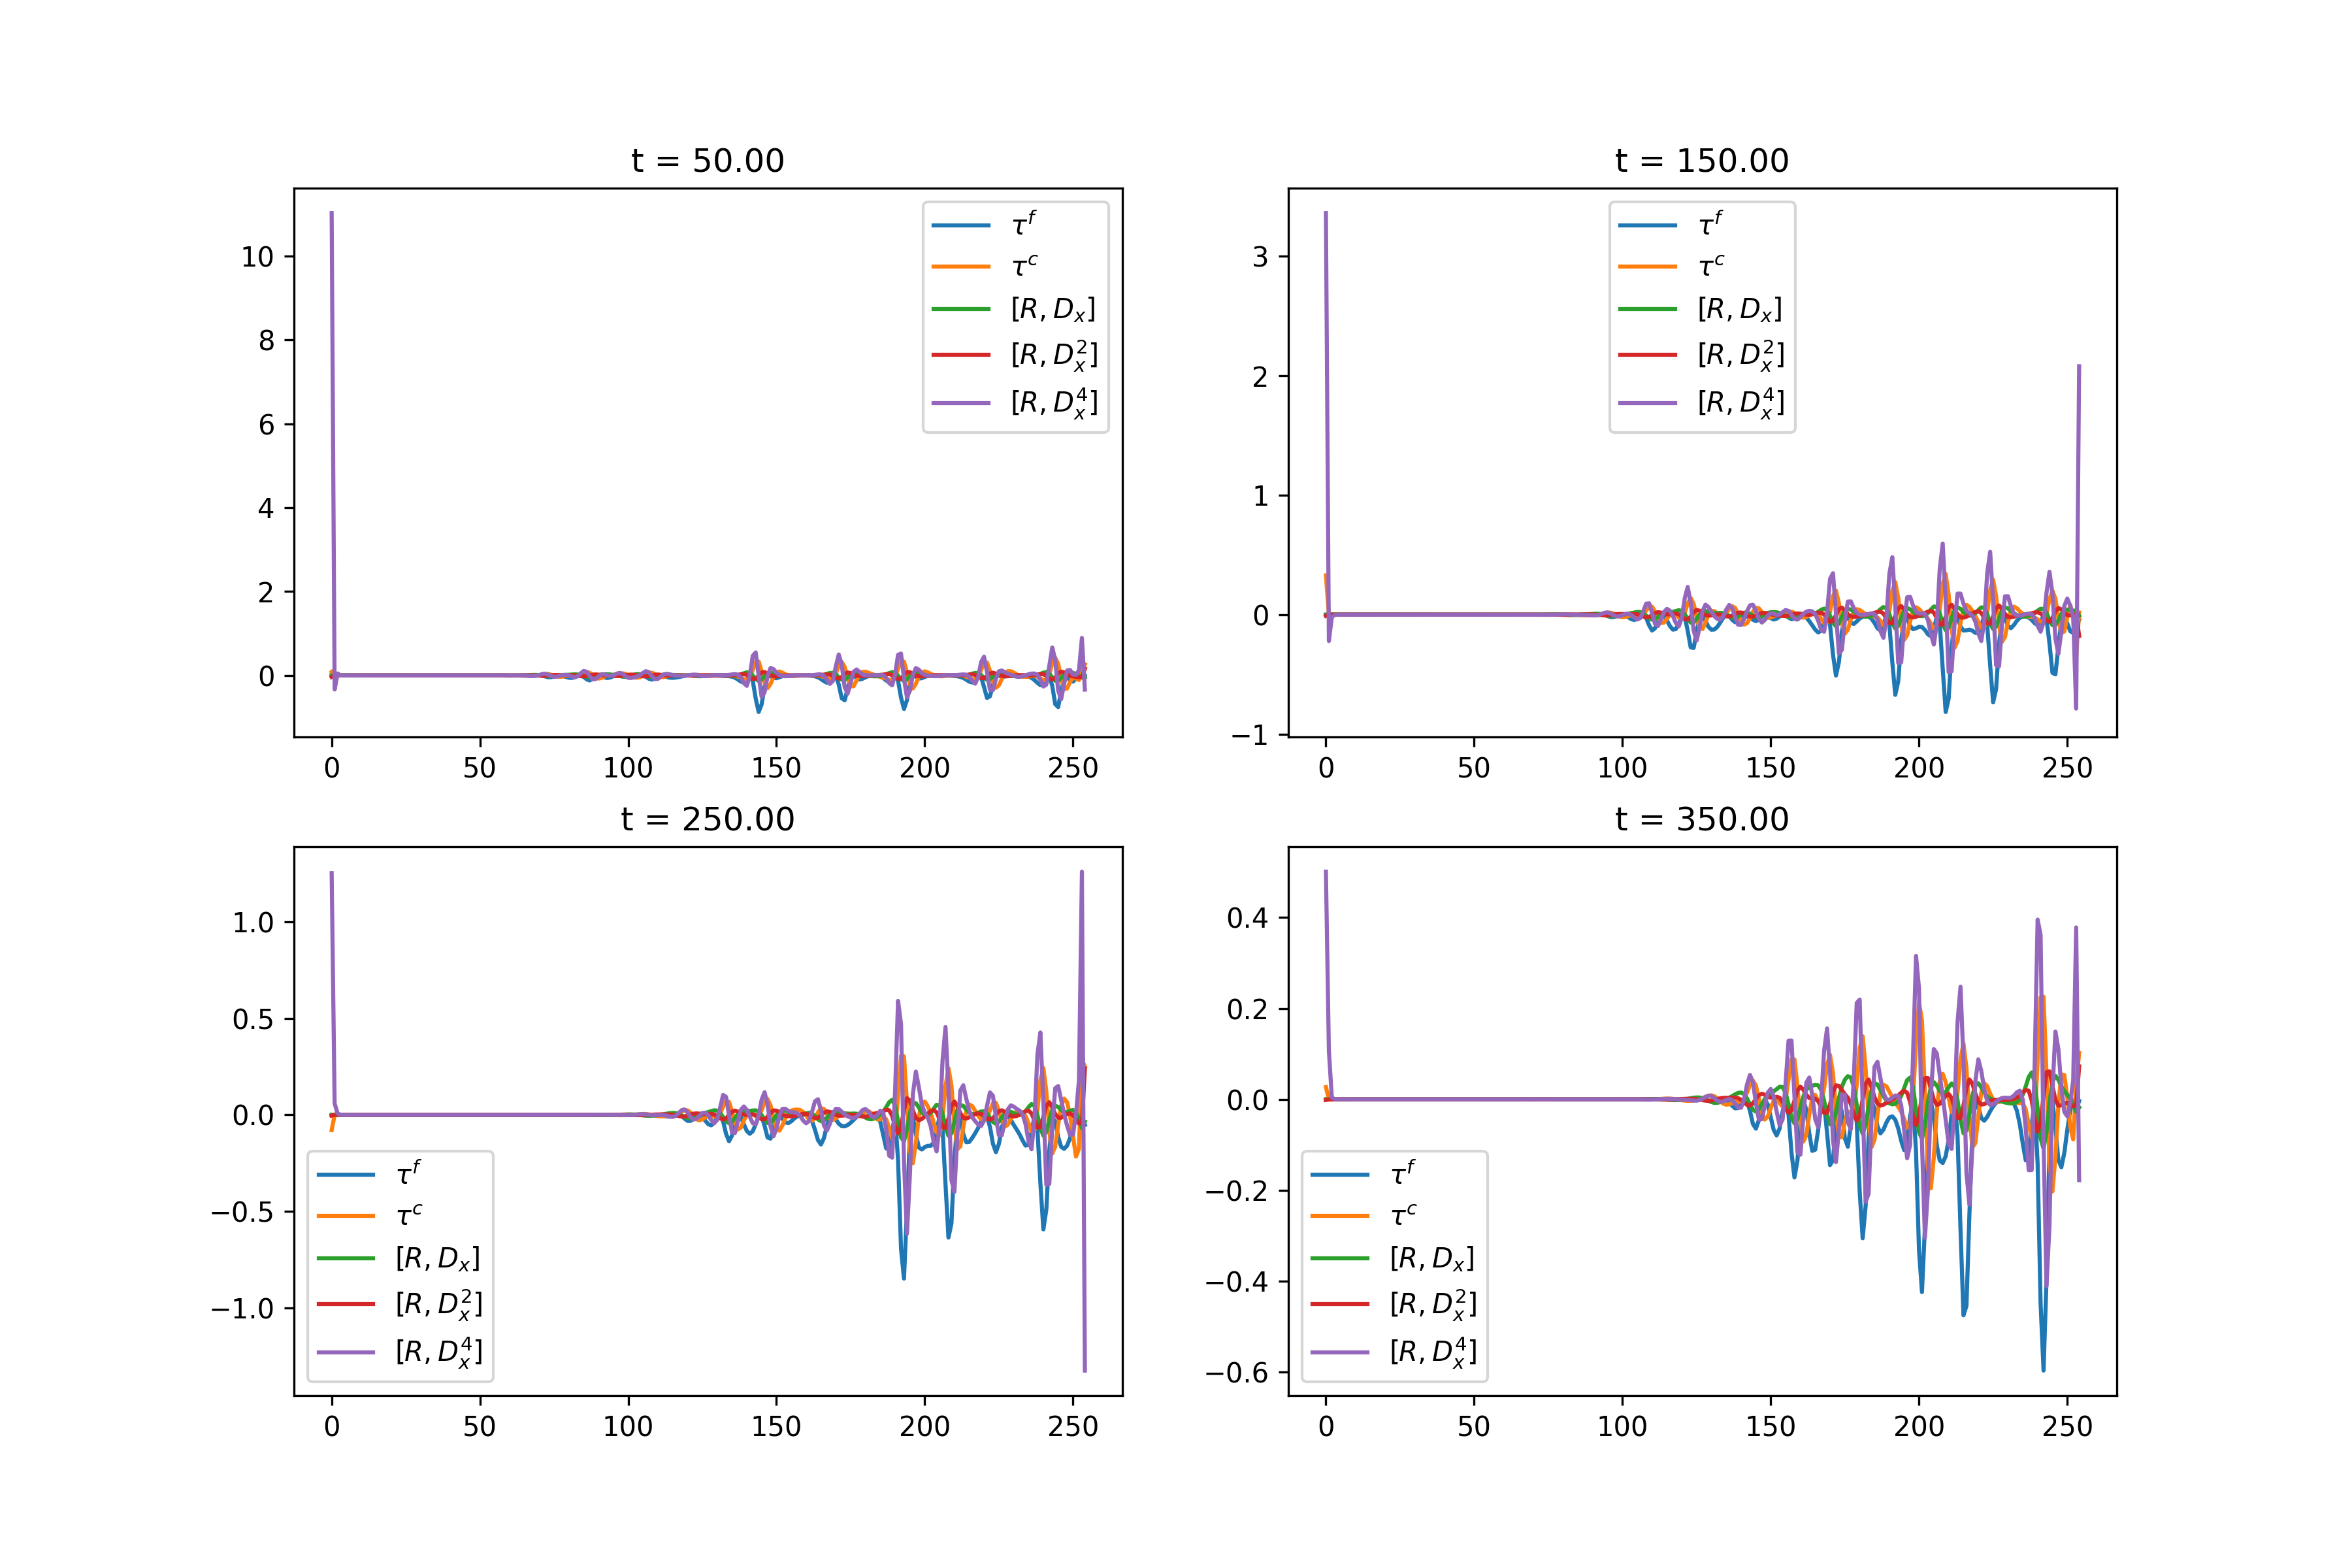 t = 50.00
10
8
6
4
2
0
0 50 100 150 200 250
τ^f
τ^c
[R, D_x]
[R, D_x^2]
[R, D_x^4]
t = 150.00
3
2
1
0
−1
0 50 100 150 200 250
τ^f
τ^c
[R, D_x]
[R, D_x^2]
[R, D_x^4]
t = 250.00
1.0
0.5
0.0
−0.5
−1.0
0 50 100 150 200 250
τ^f
τ^c
[R, D_x]
[R, D_x^2]
[R, D_x^4]
t = 350.00
0.4
0.2
0.0
−0.2
−0.4
−0.6
0 50 100 150 200 250
τ^f
τ^c
[R, D_x]
[R, D_x^2]
[R, D_x^4]